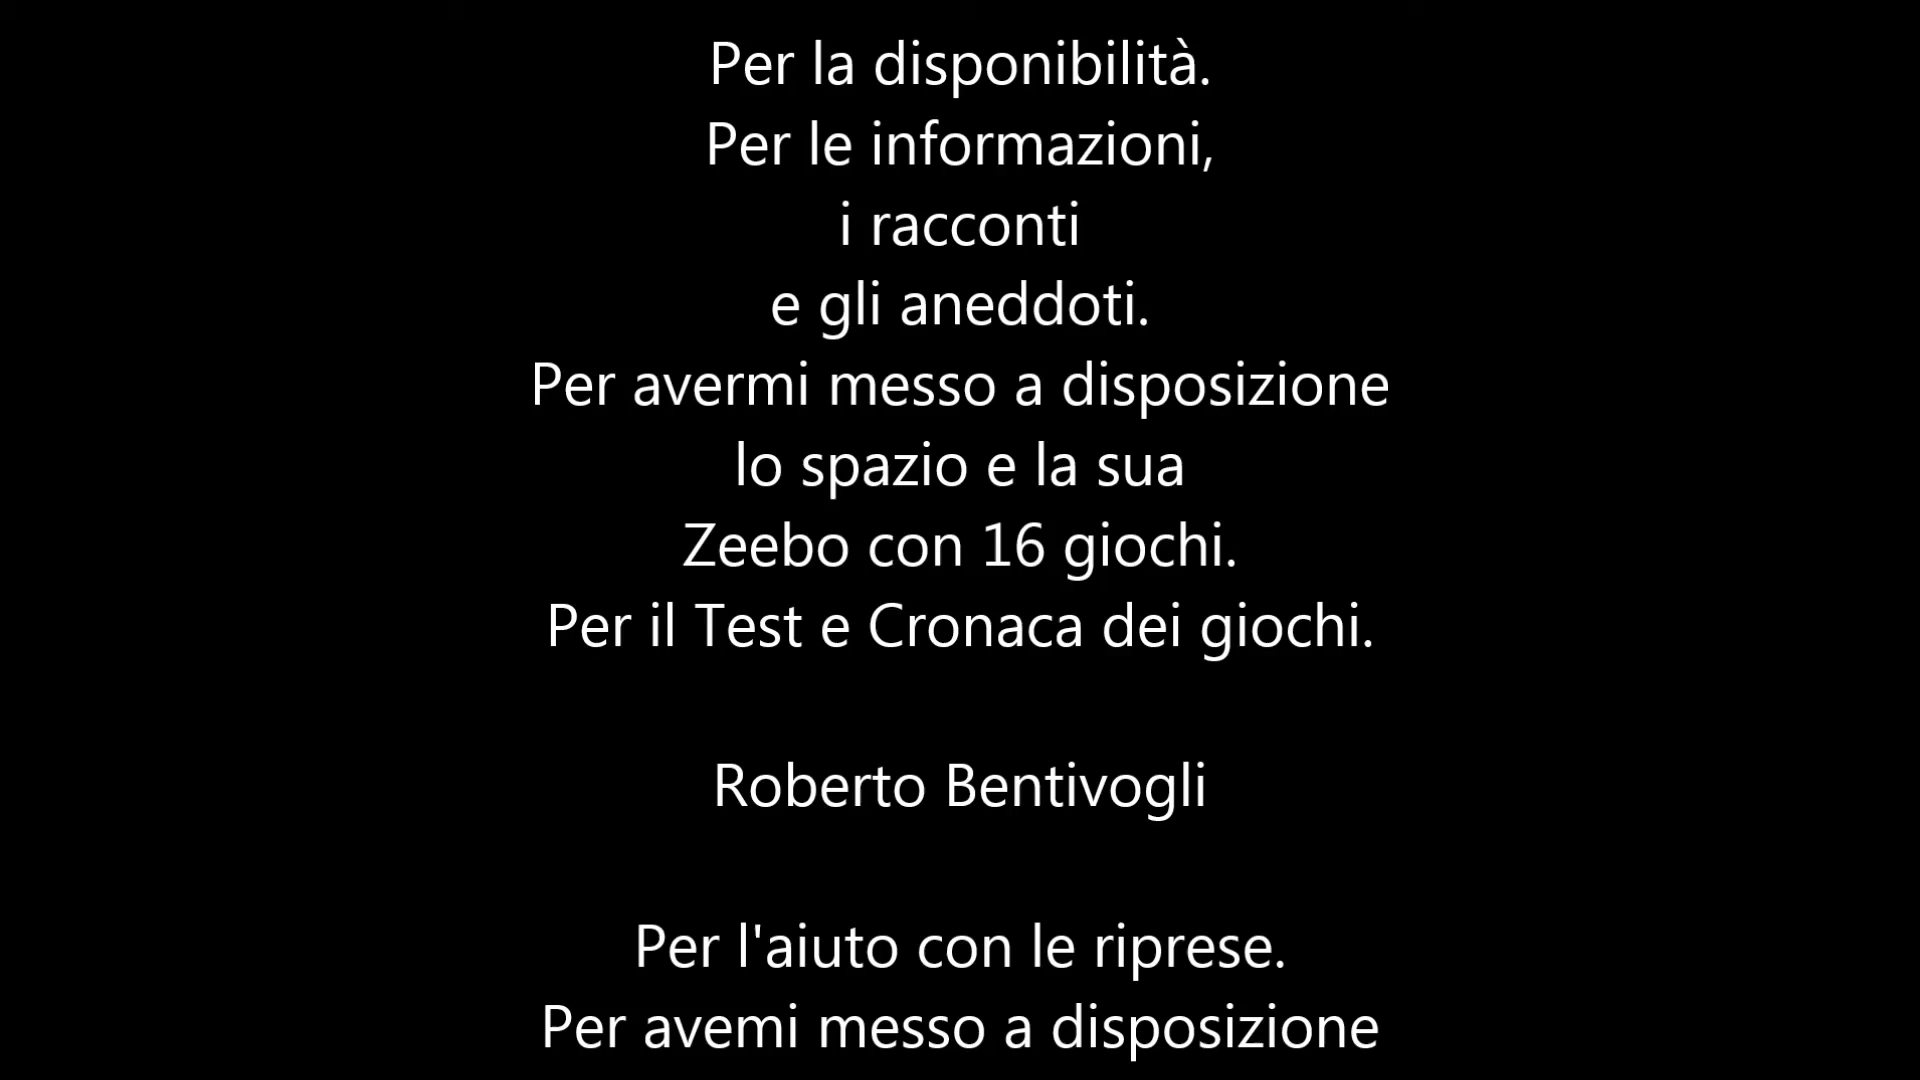 Per la disponibilità.
Per le informazioni,
i racconti
e gli aneddoti.
Per avermi messo a disposizione
lo spazio e la sua
Zeebo con 16 giochi.
Per il Test e Cronaca dei giochi.
Roberto Bentivogli
Per l'aiuto con le riprese.
Per avemi messo a disposizione